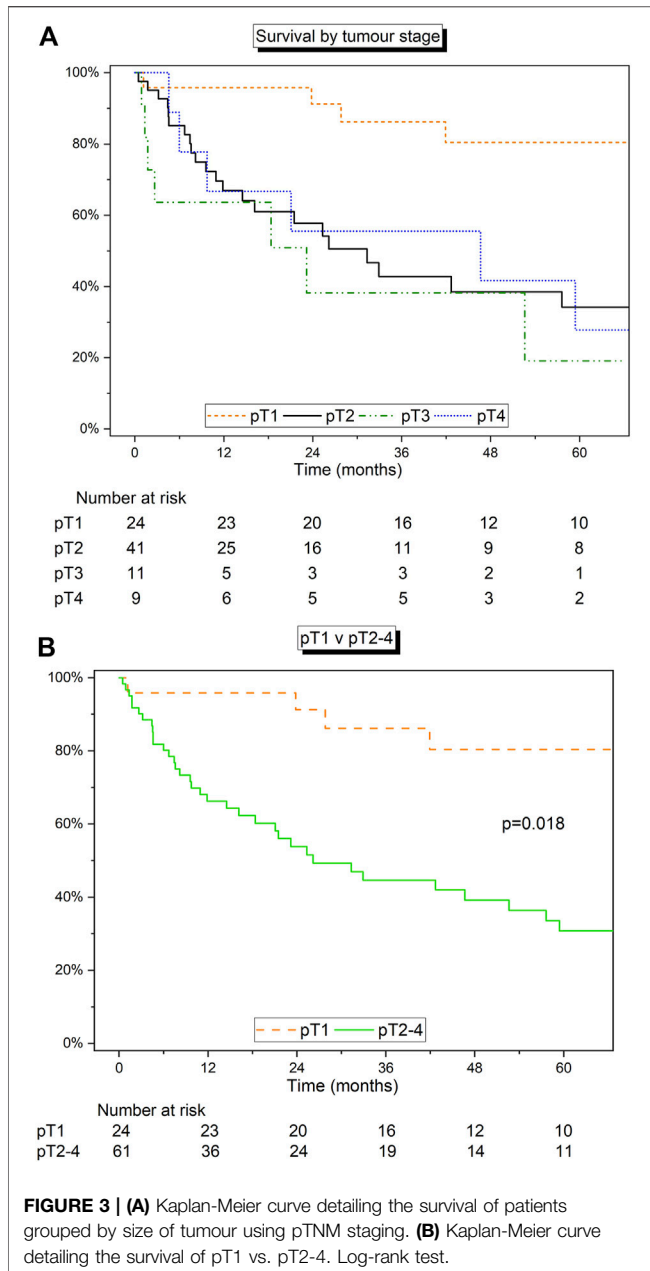 A
Survival by tumour stage
100%
80%
60%
40%
20%
0%
pT1 pT2 pT3 pT4
0 12 24 36 48 60
Time (months)
Number at risk
pT1 24 23 20 16 12 10
pT2 41 25 16 11 9 8
pT3 11 5 3 3 2 1
pT4 9 6 5 5 3 2
B
pT1 v pT2-4
100%
80%
60%
40%
20%
0%
p=0.018
pT1 pT2-4
0 12 24 36 48 60
Time (months)
Number at risk
pT1 24 23 20 16 12 10
pT2-4 61 36 24 19 14 11
FIGURE 3 | (A) Kaplan-Meier curve detailing the survival of patients
grouped by size of tumour using pTNM staging. (B) Kaplan-Meier curve
detailing the survival of pT1 vs. pT2-4. Log-rank test.